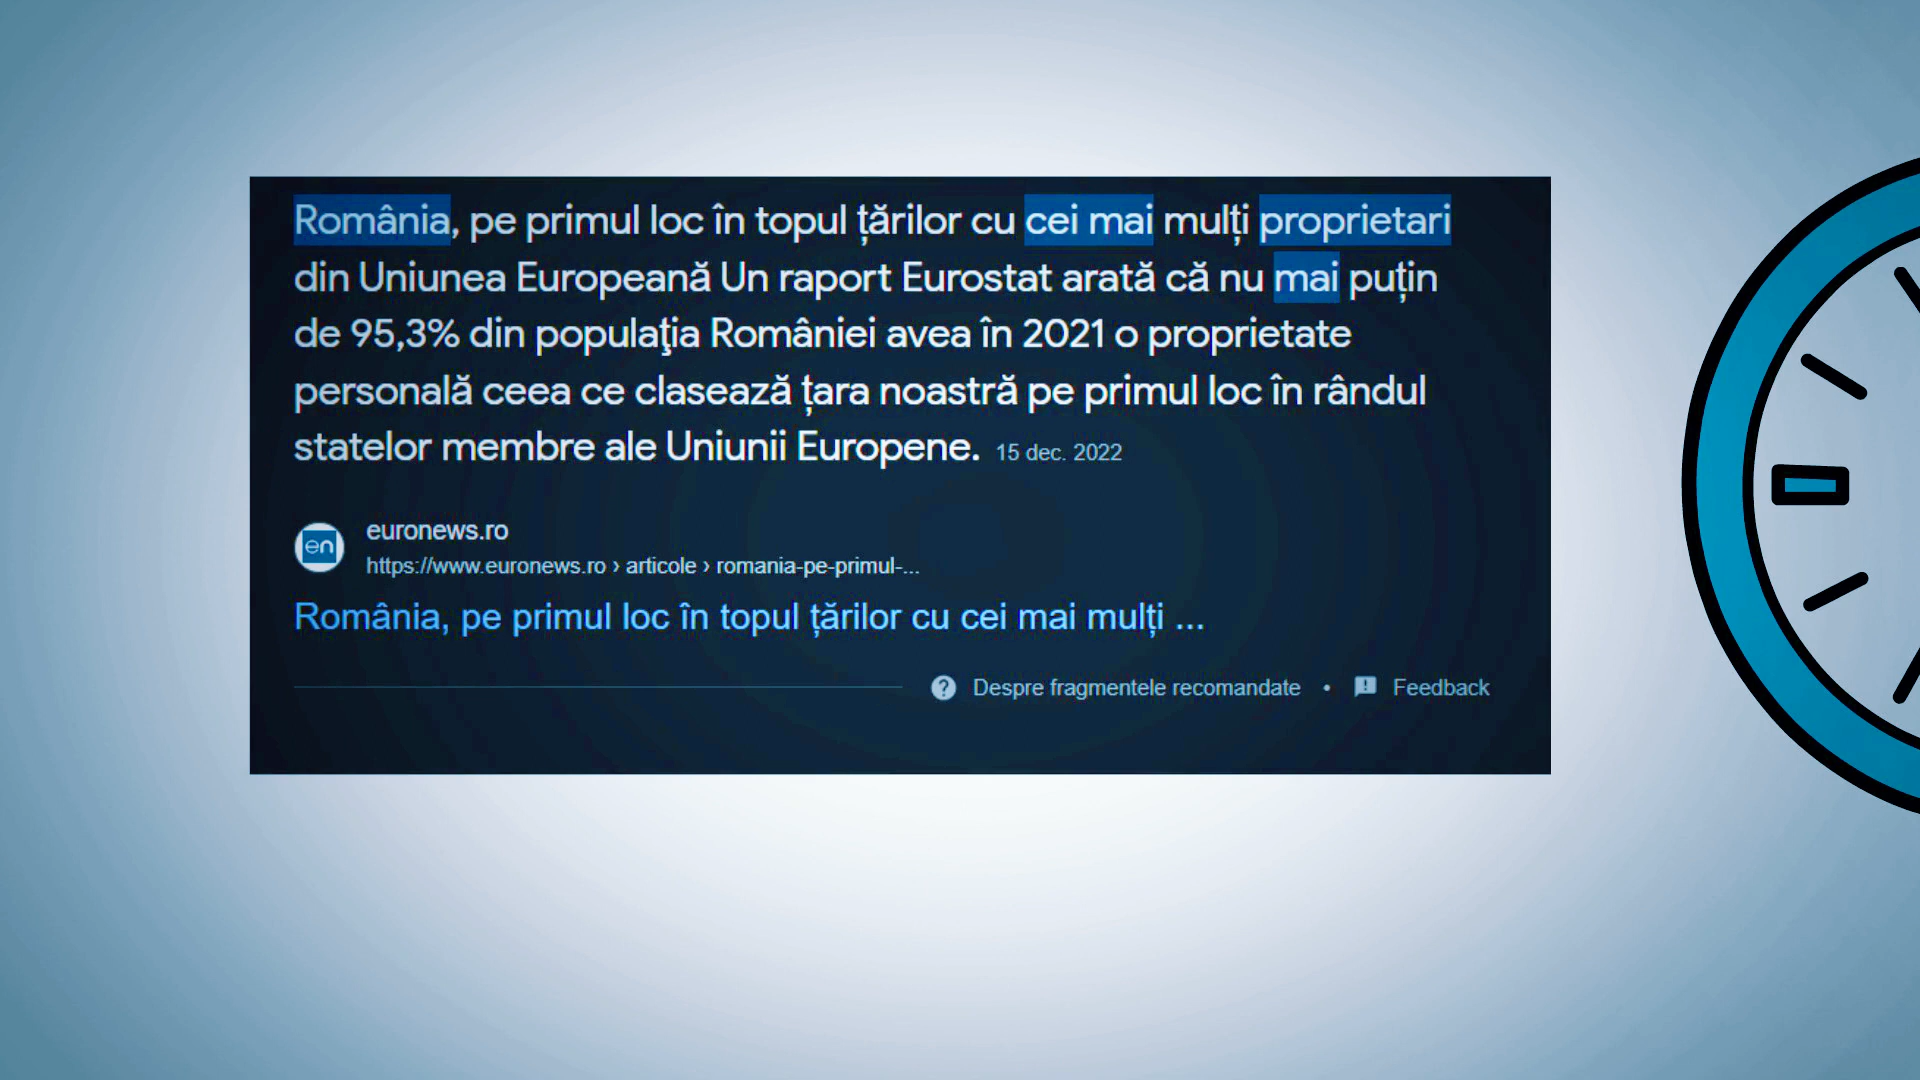 România, pe primul loc în topul țărilor cu cei mai mulți proprietari
din Uniunea Europeană Un raport Eurostat arată că nu mai puțin
de 95,3% din populaţia României avea în 2021 o proprietate
personală ceea ce clasează țara noastră pe primul loc în rândul
statelor membre ale Uniunii Europene. 15 dec. 2022
en
euronews.ro
https://www.euronews.ro › articole › romania-pe-primul-...
România, pe primul loc în topul țărilor cu cei mai mulți ...
Despre fragmentele recomandate • Feedback